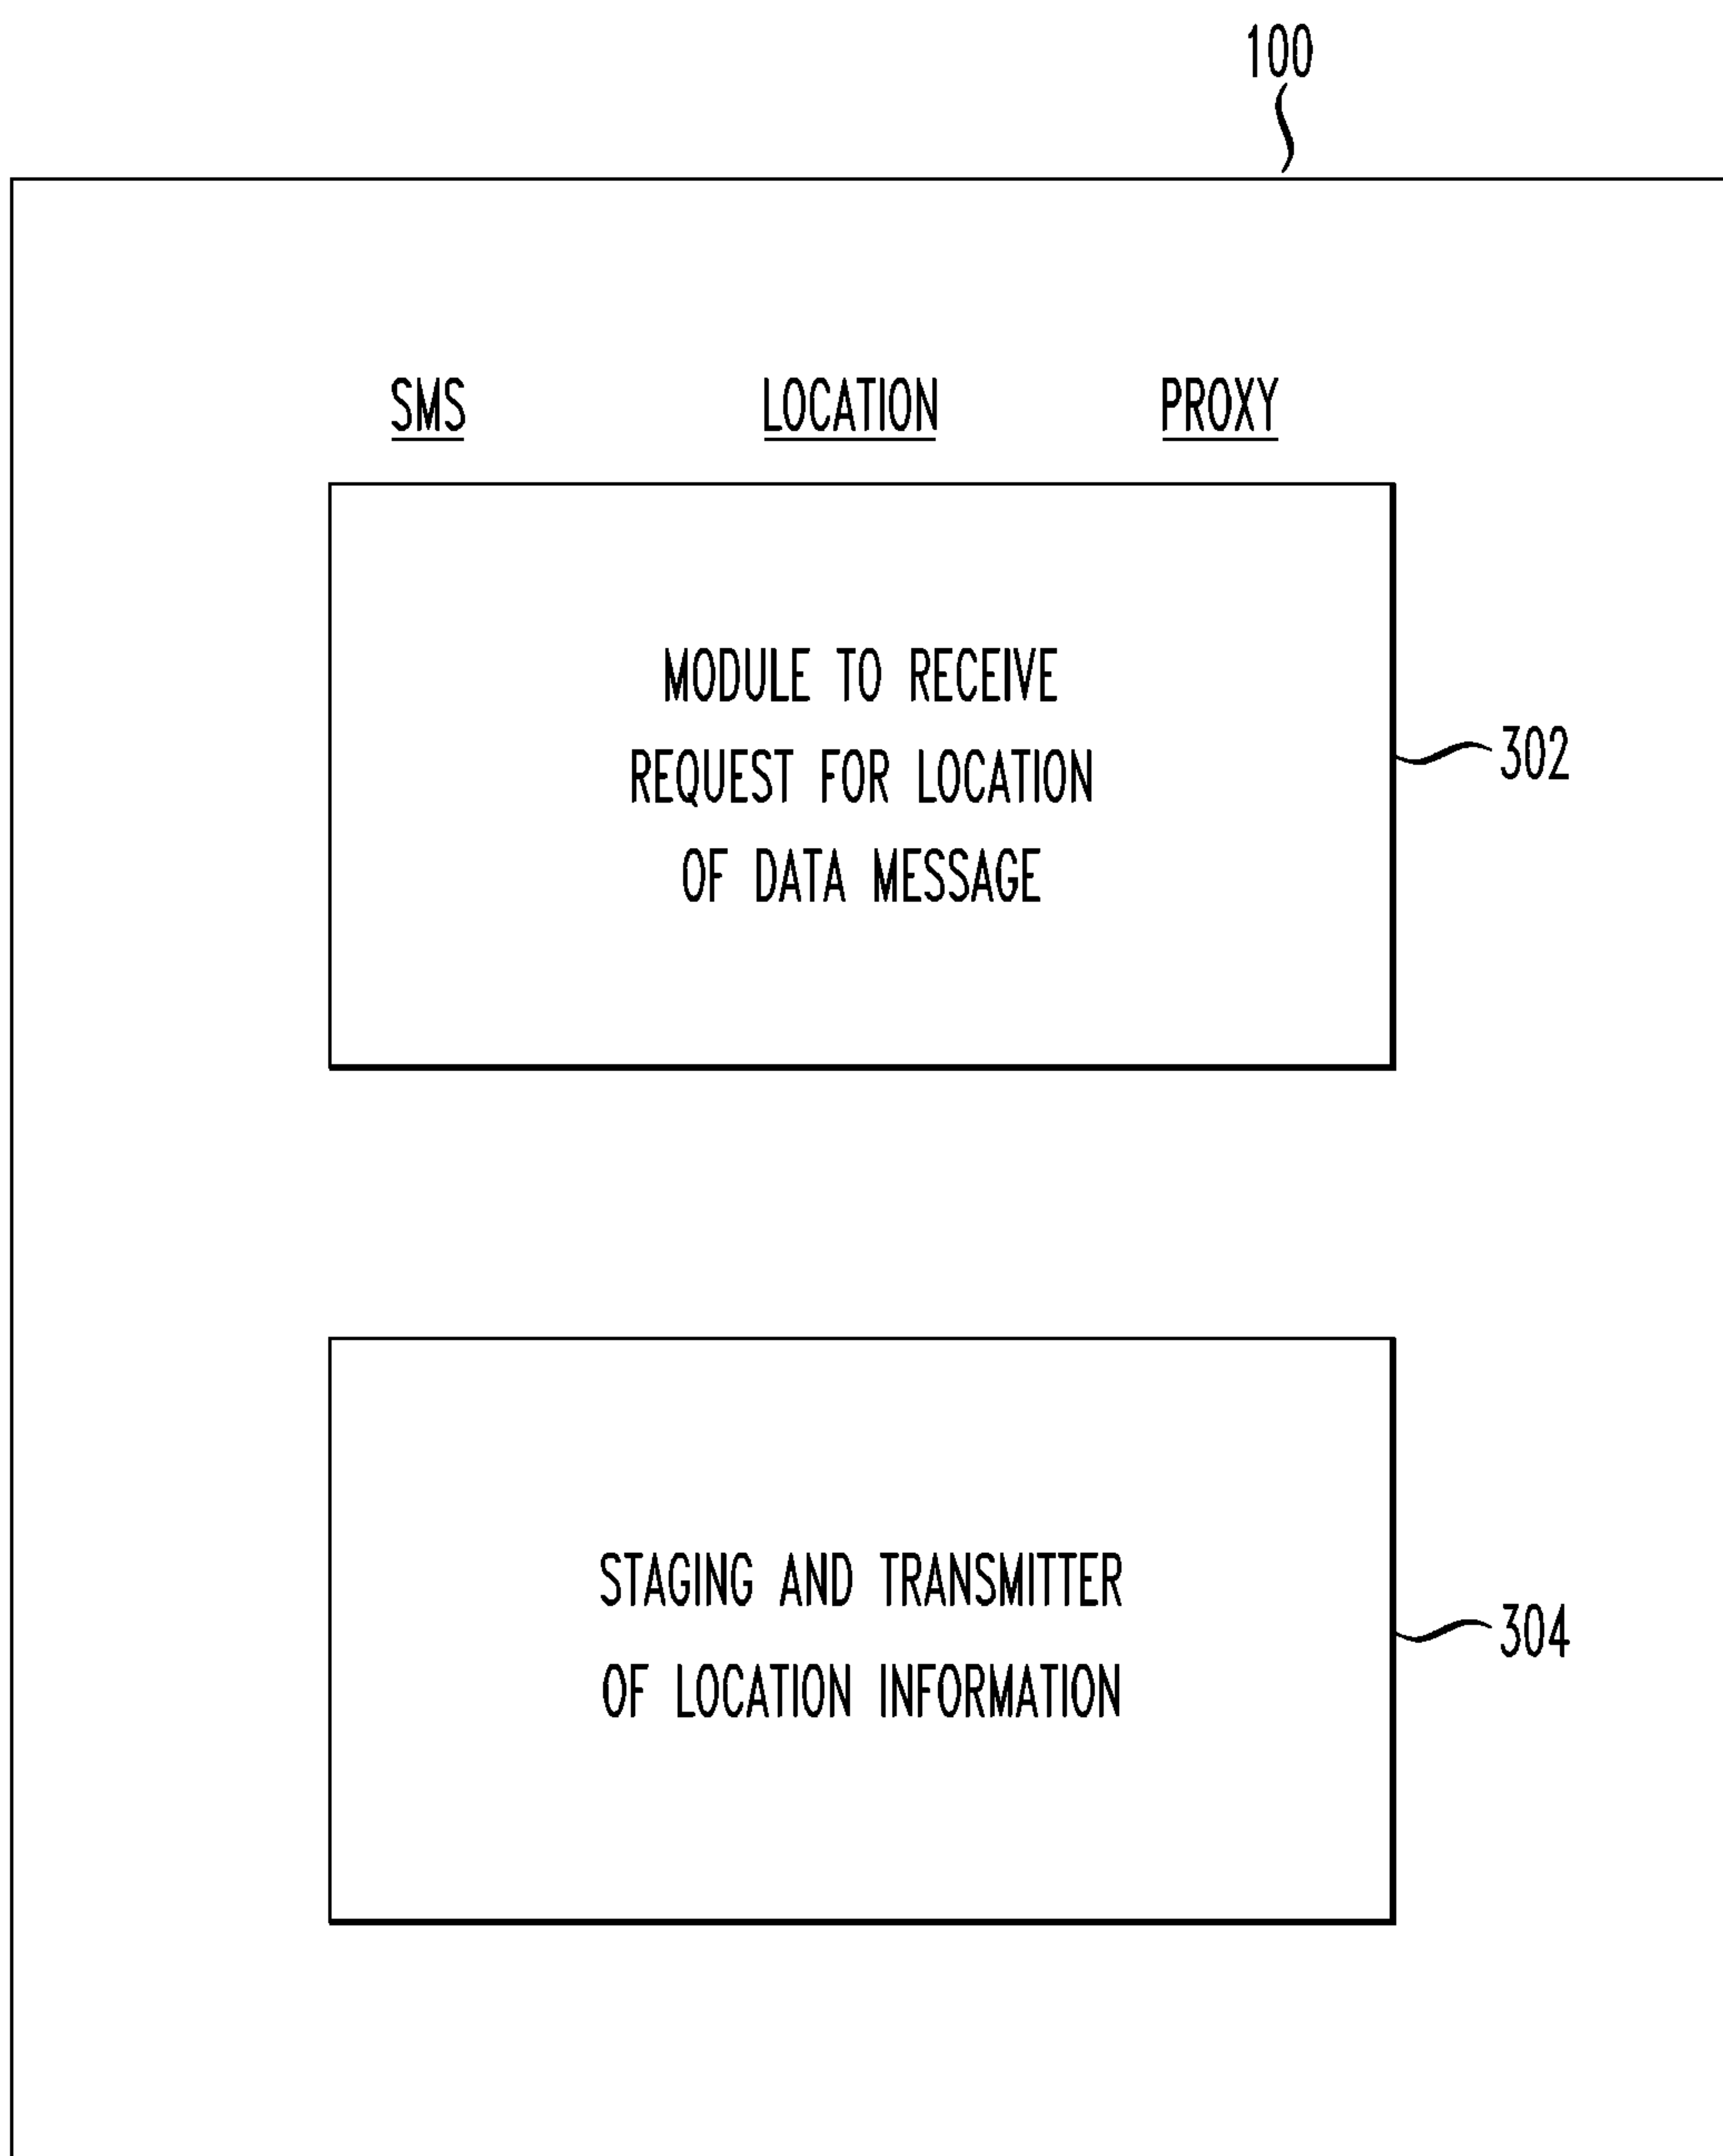 100
SMS LOCATION PROXY
MODULE TO RECEIVE
REQUEST FOR LOCATION
OF DATA MESSAGE
302
STAGING AND TRANSMITTER
OF LOCATION INFORMATION
304